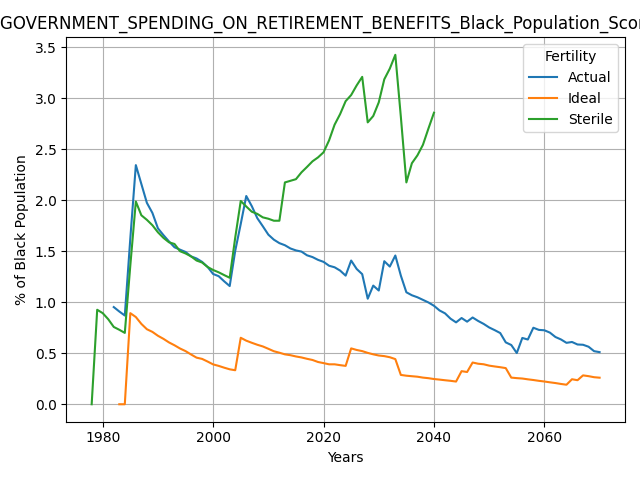 GOVERNMENT_SPENDING_ON_RETIREMENT_BENEFITS_Black_Population_Scor
Fertility
Actual
Ideal
Sterile
% of Black Population
3.5
3.0
2.5
2.0
1.5
1.0
0.5
0.0
1980 2000 2020 2040 2060
Years